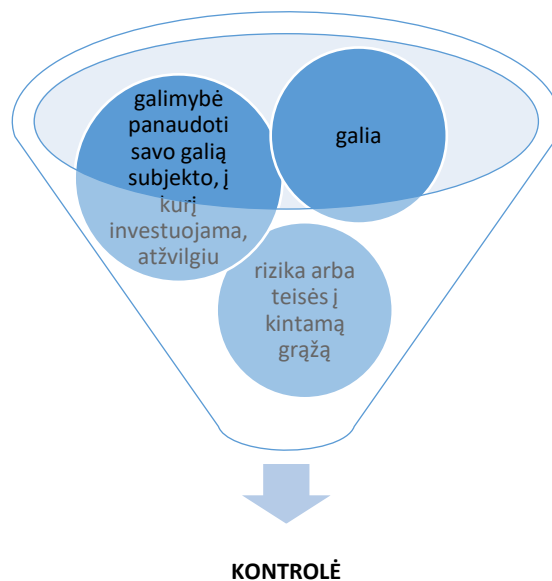 galimybė
panaudoti
savo galią
subjekto, į
kurį
investuojama,
atžvilgiu
galia
rizika arba
teisės į
kintamą
grąžą
KONTROLĖ